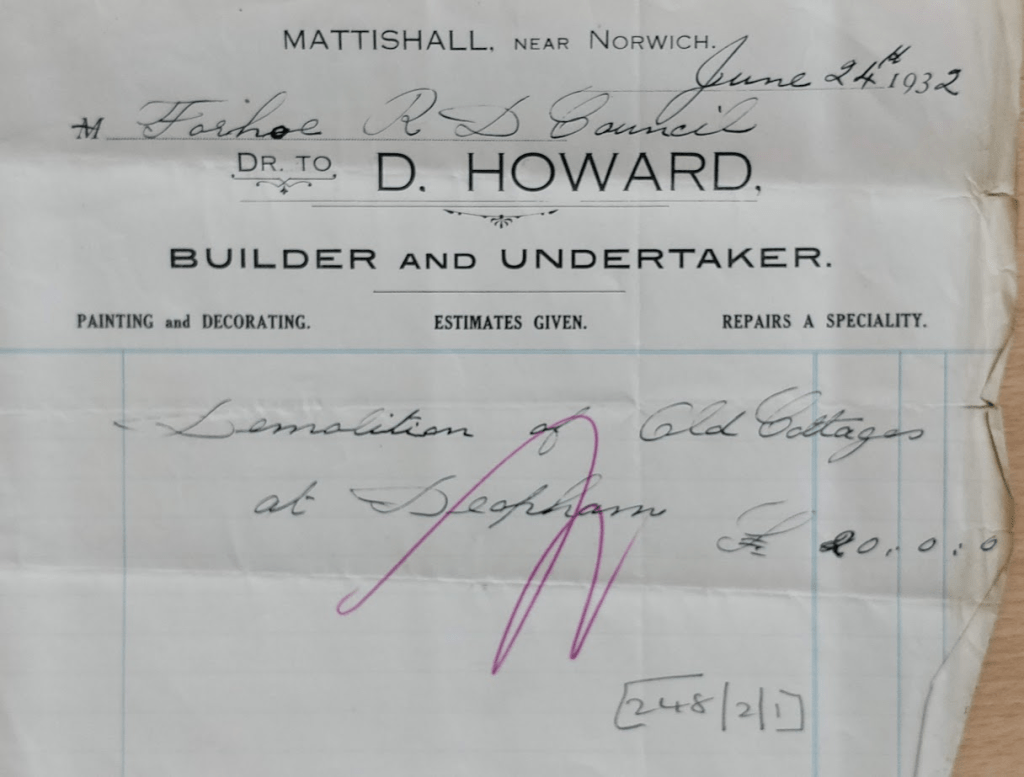 MATTISHALL, NEAR NORWICH.
June 24th 1932
M Forhoe R D Council
DR. TO D. HOWARD,
BUILDER AND UNDERTAKER.
PAINTING and DECORATING. ESTIMATES GIVEN. REPAIRS A SPECIALITY.
Demolition of Old Cottages
at Deopham
£ 20 : 0 : 0
[248/2/1]